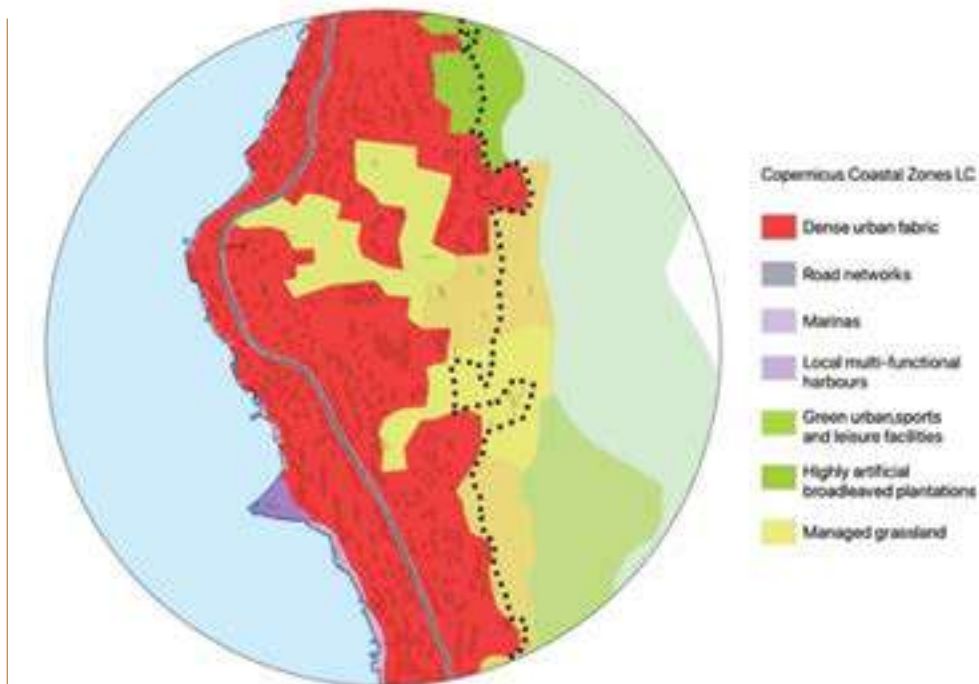 Copernicus Coastal Zones LC
Dense urban fabric
Road networks
Marinas
Local multi-functional
harbours
Green urban,sports
and leisure facilities
Highly artificial
broadleaved plantations
Managed grassland